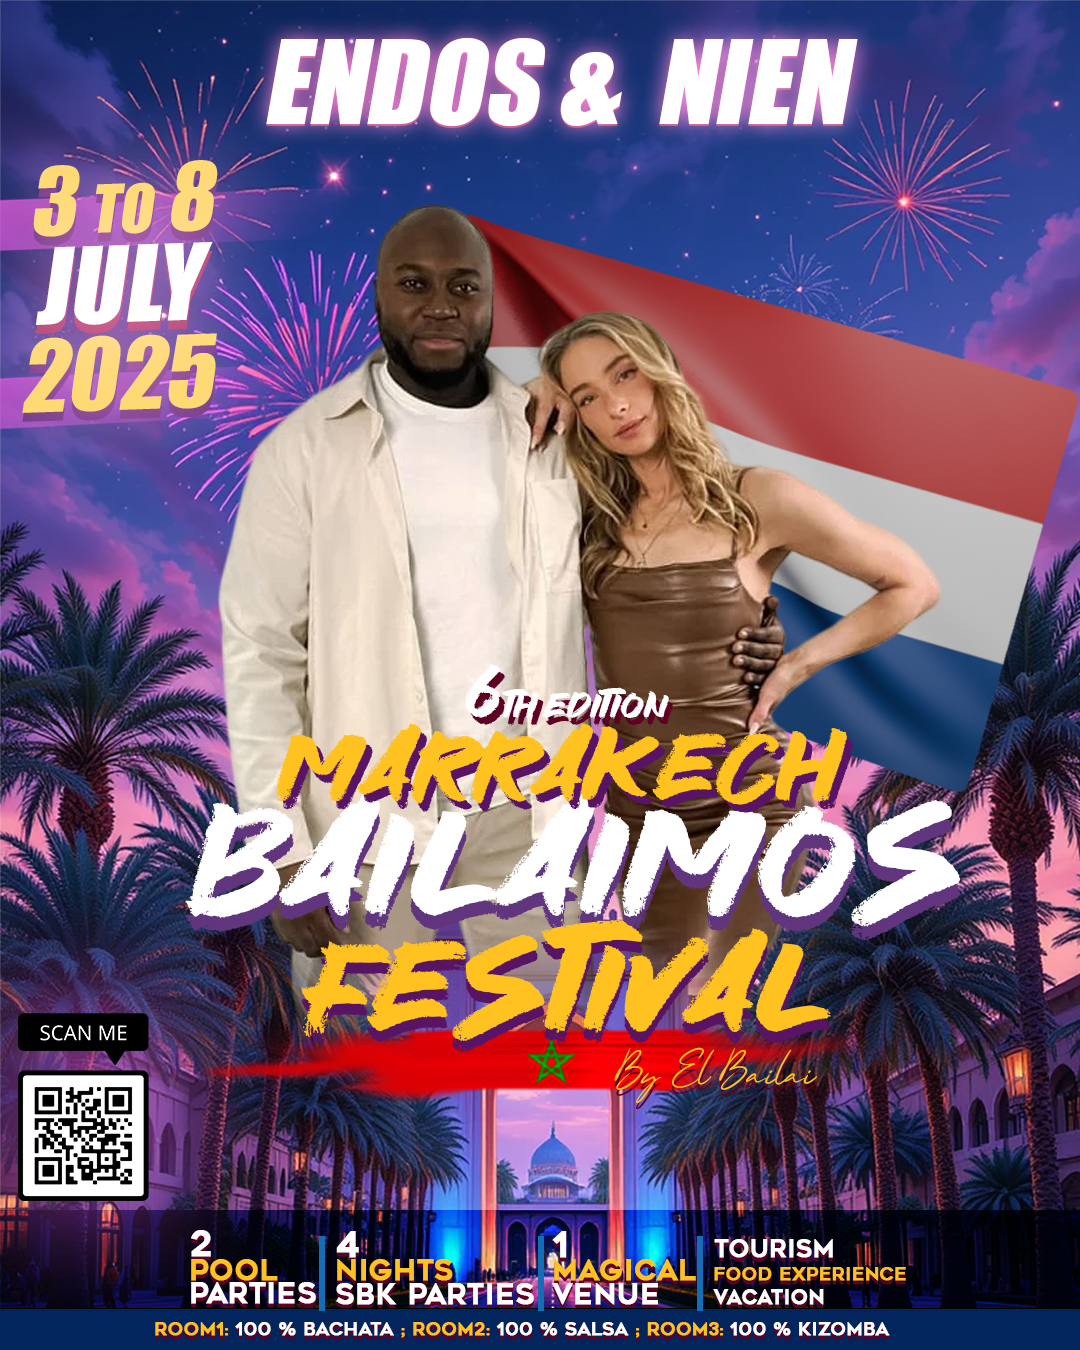 ENDOS & NIEN
3 TO 8
JULY
2025
6TH EDITION
MARRAKECH
BAILAIMOS
FESTIVAL
By El Bailai
SCAN ME
2
POOL
PARTIES
4
NIGHTS
SBK PARTIES
1
MAGICAL
VENUE
TOURISM
FOOD EXPERIENCE
VACATION
ROOM1: 100 % BACHATA ; ROOM2: 100 % SALSA ; ROOM3: 100 % KIZOMBA